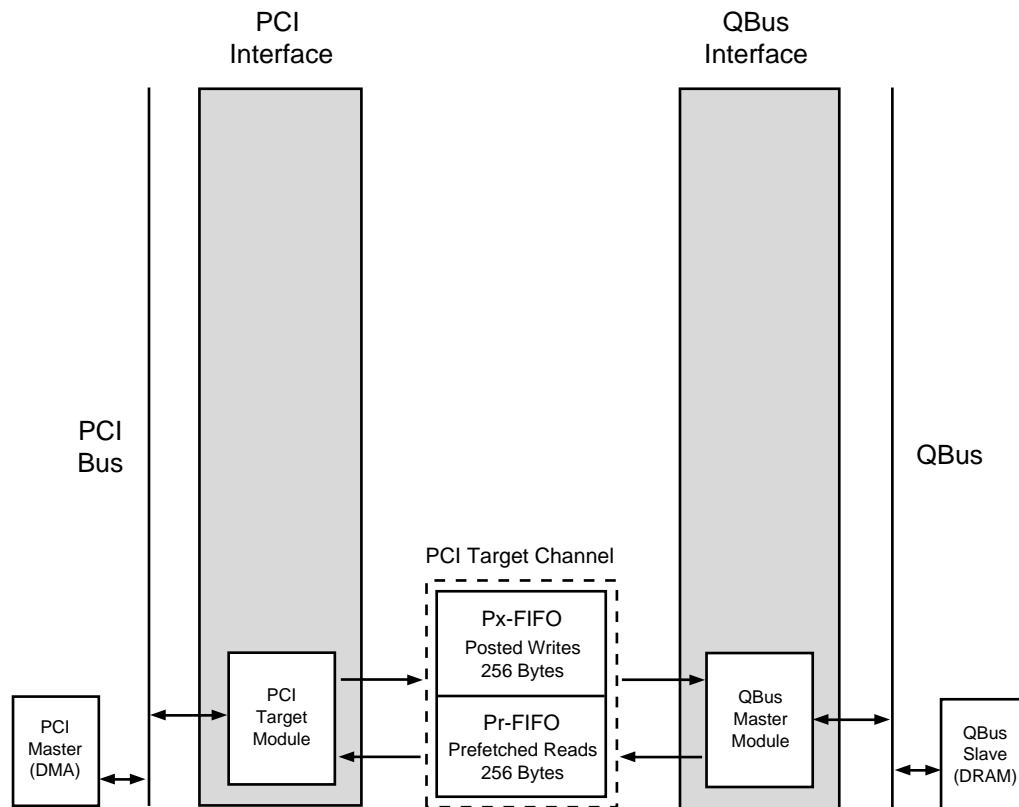 PCI
Interface
QBus
Interface
PCI
Bus
QBus
PCI Target Channel
Px-FIFO
Posted Writes
256 Bytes
Pr-FIFO
Prefetched Reads
256 Bytes
PCI
Target
Module
QBus
Master
Module
PCI
Master
(DMA)
QBus
Slave
(DRAM)